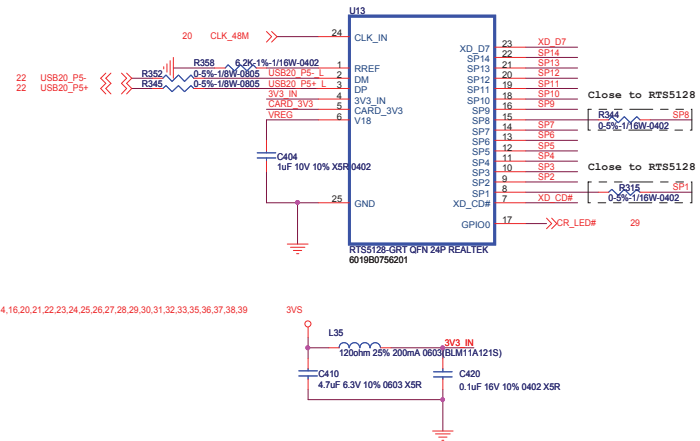 U13
20 CLK_48M 24 CLK_IN
XD_D7 23 XD_D7
SP14 22 SP14
R358 6.2K-1%-1/16W-0402 1 RREF SP13 21 SP13
22 USB20_P5- R352 0-5%-1/8W-0805 USB20_P5-_L 2 DM SP12 20 SP12
22 USB20_P5+ R345 0-5%-1/8W-0805 USB20_P5+_L 3 DP SP11 19 SP11
3V3_IN 4 3V3_IN SP10 18 SP10 Close to RTS5128
CARD_3V3 5 CARD_3V3 SP9 16 SP9
VREG 6 V18 SP8 15 R344 SP8
0-5%-1/16W-0402
SP7 14 SP7
SP6 13 SP6
SP5 12 SP5
SP4 11 SP4
C404 SP3 10 SP3 Close to RTS5128
1uF 10V 10% X5R 0402
SP2 9 SP2
SP1 8 R315 SP1
0-5%-1/16W-0402
25 GND XD_CD# 7 XD_CD#
GPIO0 17 CR_LED# 29
RTS5128-GRT QFN 24P REALTEK
6019B0756201
4,16,20,21,22,23,24,25,26,27,28,29,30,31,32,33,35,36,37,38,39 3VS
L35
3V3_IN
120ohm 25% 200mA 0603(BLM11A121S)
C410 C420
4.7uF 6.3V 10% 0603 X5R 0.1uF 16V 10% 0402 X5R